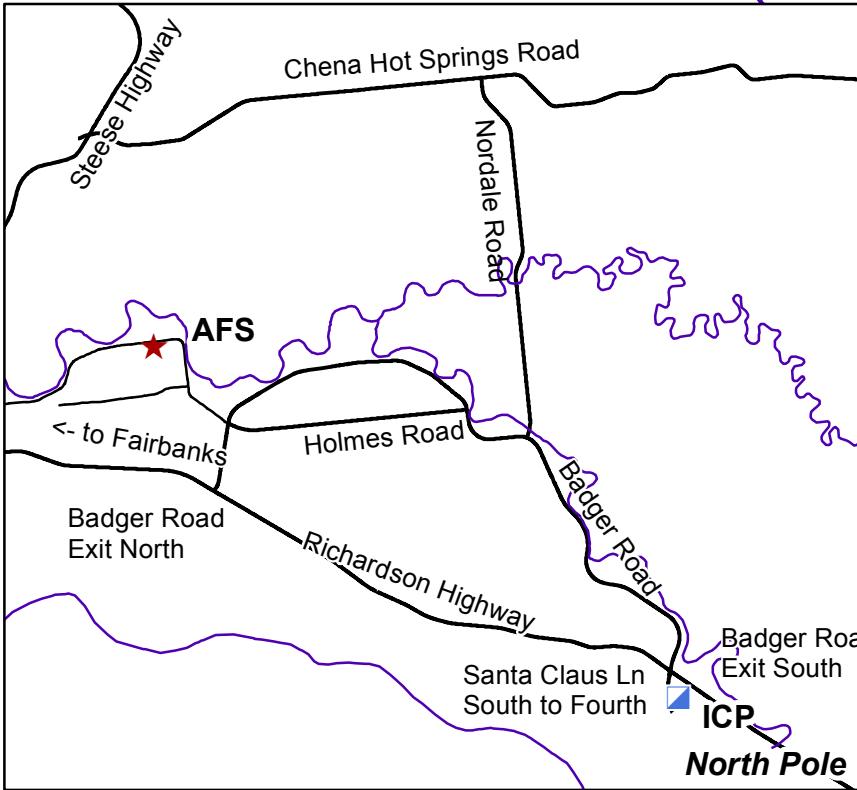 Steese Highway
Chena Hot Springs Road
Nordale Road
AFS
Holmes Road
<- to Fairbanks
Badger Road
Exit North
Badger Road
Richardson Highway
Badger Roa
Exit South
Santa Claus Ln
South to Fourth
ICP
North Pole